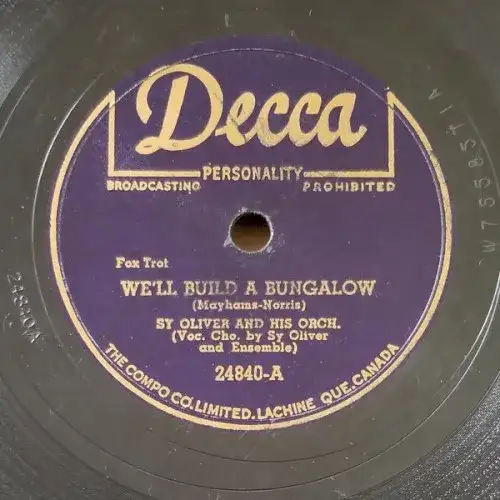 Decca
PERSONALITY
BROADCASTING PROHIBITED
Fox Trot
WE'LL BUILD A BUNGALOW
(Mayhams-Norris)
SY OLIVER AND HIS ORCH.
(Voc. Cho. by Sy Oliver
and Ensemble)
24840-A
THE COMPO CO. LIMITED, LACHINE QUE. CANADA
24840A